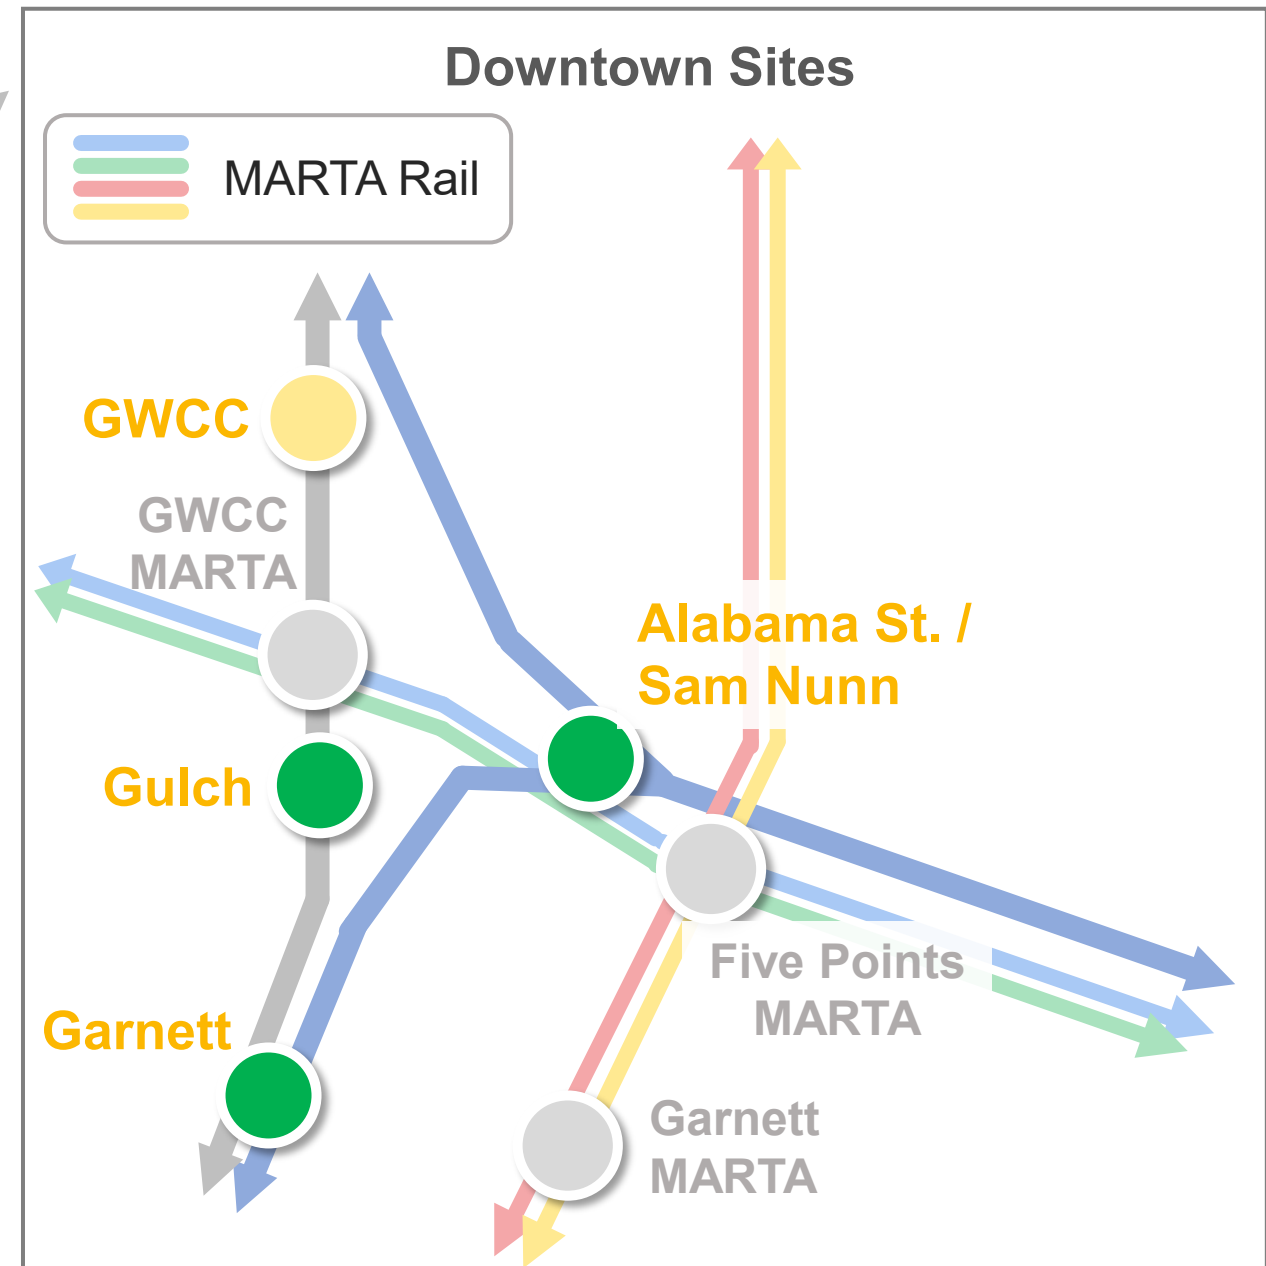 Downtown Sites
MARTA Rail
GWCC
GWCC
MARTA
Alabama St. /
Sam Nunn
Gulch
Five Points
MARTA
Garnett
Garnett
MARTA